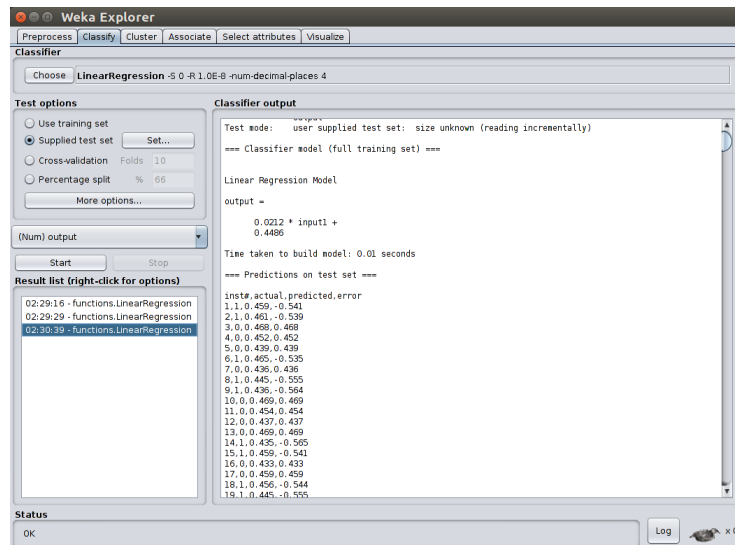 Weka Explorer
Preprocess Classify Cluster Associate Select attributes Visualize
Classifier
Choose LinearRegression -S 0 -R 1.0E-8 -num-decimal-places 4
Test options
Use training set
Supplied test set Set...
Cross-validation Folds 10
Percentage split % 66
More options...
(Num) output
Start Stop
Result list (right-click for options)
02:29:16 - functions.LinearRegression
02:29:29 - functions.LinearRegression
02:30:39 - functions.LinearRegression
Classifier output
output
Test mode: user supplied test set: size unknown (reading incrementally)
=== Classifier model (full training set) ===
Linear Regression Model
output =
0.0212 * input1 +
0.4486
Time taken to build model: 0.01 seconds
=== Predictions on test set ===
inst#,actual,predicted,error
1,1,0.459,-0.541
2,1,0.461,-0.539
3,0,0.468,0.468
4,0,0.452,0.452
5,0,0.439,0.439
6,1,0.465,-0.535
7,0,0.436,0.436
8,1,0.445,-0.555
9,1,0.436,-0.564
10,0,0.469,0.469
11,0,0.454,0.454
12,0,0.437,0.437
13,0,0.469,0.469
14,1,0.435,-0.565
15,1,0.459,-0.541
16,0,0.433,0.433
17,0,0.459,0.459
18,1,0.456,-0.544
19,1,0.445,-0.555
Status
OK
Log
x 0